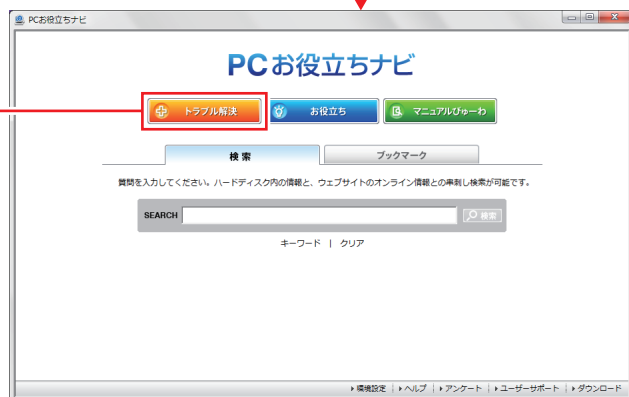 PCお役立ちナビ
PCお役立ちナビ
トラブル解決 お役立ち マニュアルびゅーわ
検索 ブックマーク
質問を入力してください。ハードディスク内の情報と、ウェブサイトのオンライン情報との串刺し検索が可能です。
SEARCH 検索
キーワード | クリア
環境設定 | ヘルプ | アンケート | ユーザーサポート | ダウンロード